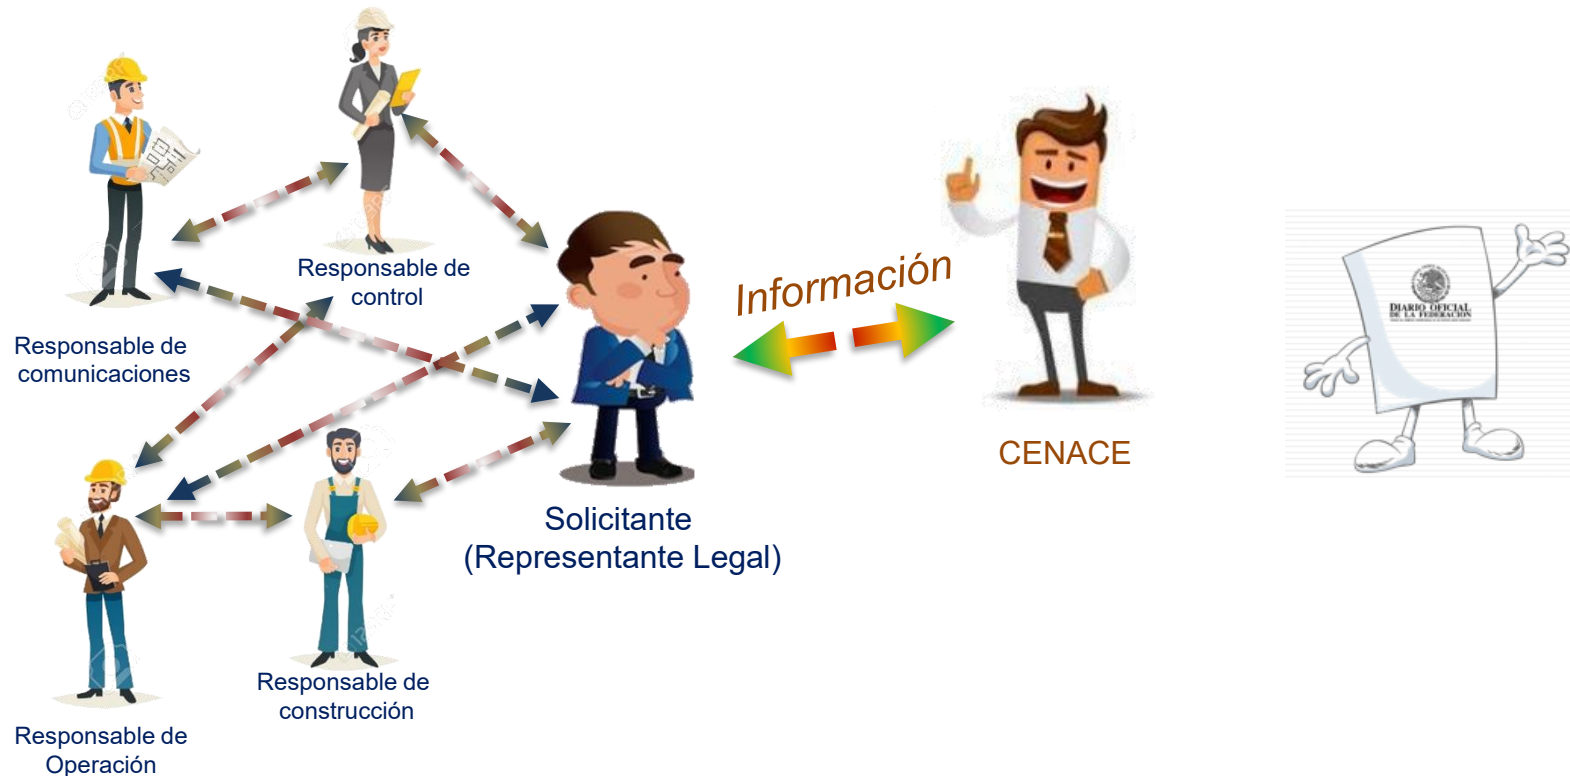 Responsable de
control
Responsable de
comunicaciones
Información
CENACE
DIARIO OFICIAL
DE LA FEDERACION
Solicitante
(Representante Legal)
Responsable de
construcción
Responsable de
Operación